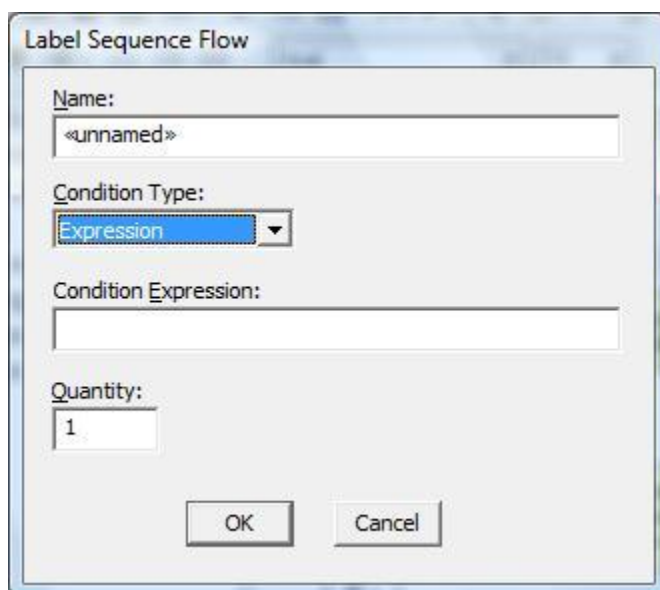 Label Sequence Flow
Name:
«unnamed»
Condition Type:
Expression
Condition Expression:
Quantity:
1
OK Cancel